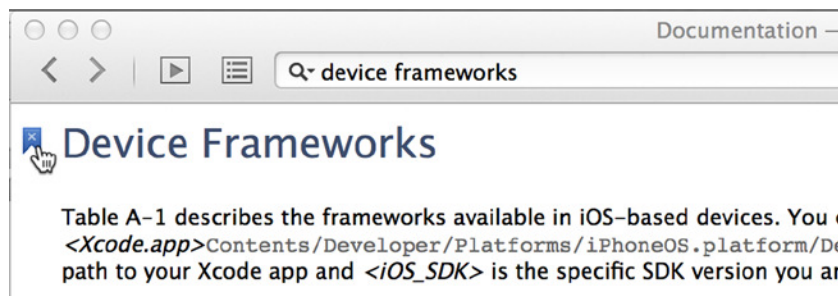 Documentation —
device frameworks
Device Frameworks
Table A-1 describes the frameworks available in iOS-based devices. You
<Xcode.app>Contents/Developer/Platforms/iPhoneOS.platform/De
path to your Xcode app and <iOS_SDK> is the specific SDK version you